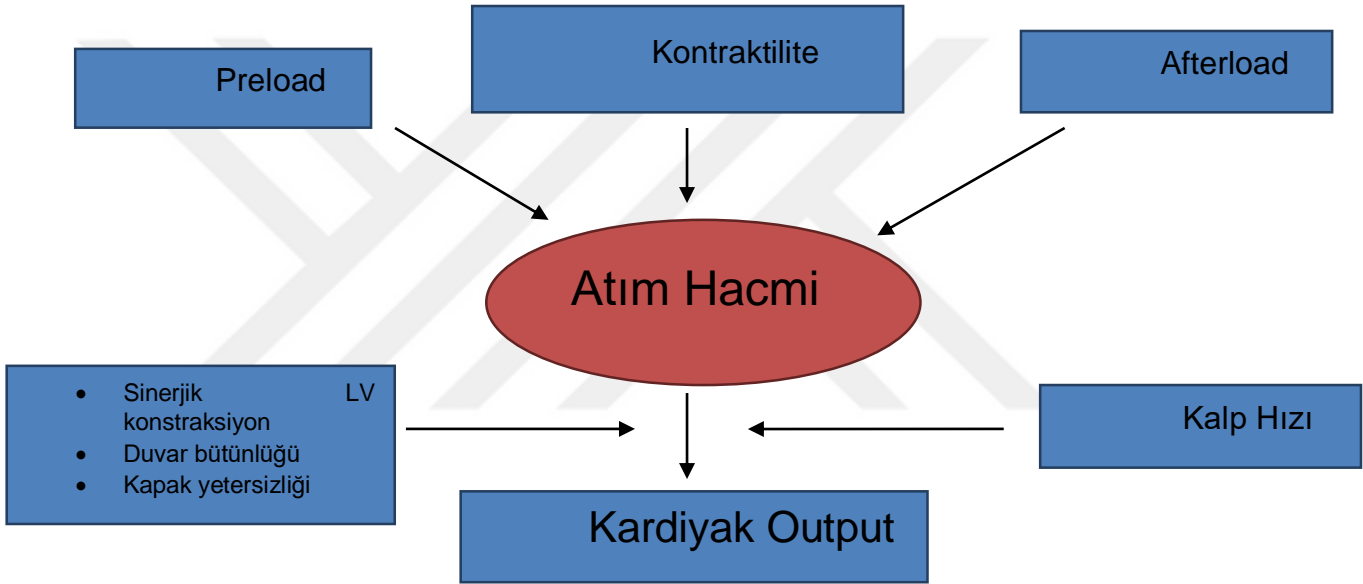 Preload
Kontraktilite
Afterload
Atım Hacmi
• Sinerjik LV
konstraksiyon
• Duvar bütünlüğü
• Kapak yetersizliği
Kalp Hızı
Kardiyak Output